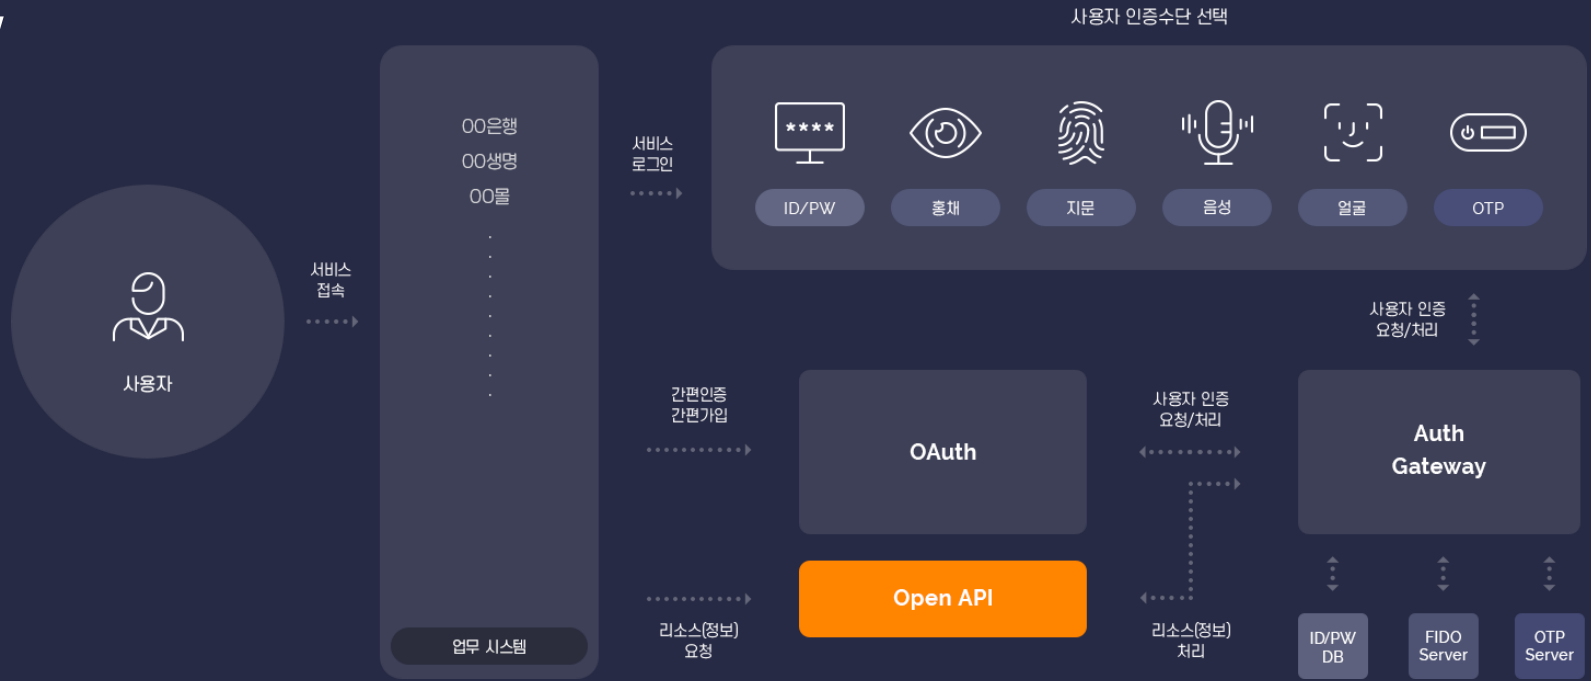 사용자 인증수단 선택
사용자
서비스
접속
OO은행
OO생명
OO몰
업무 시스템
서비스
로그인
****
ID/PW
홍채
지문
음성
얼굴
OTP
사용자 인증
요청/처리
간편인증
간편가입
OAuth
사용자 인증
요청/처리
Auth
Gateway
리소스(정보)
요청
Open API
리소스(정보)
처리
ID/PW
DB
FIDO
Server
OTP
Server